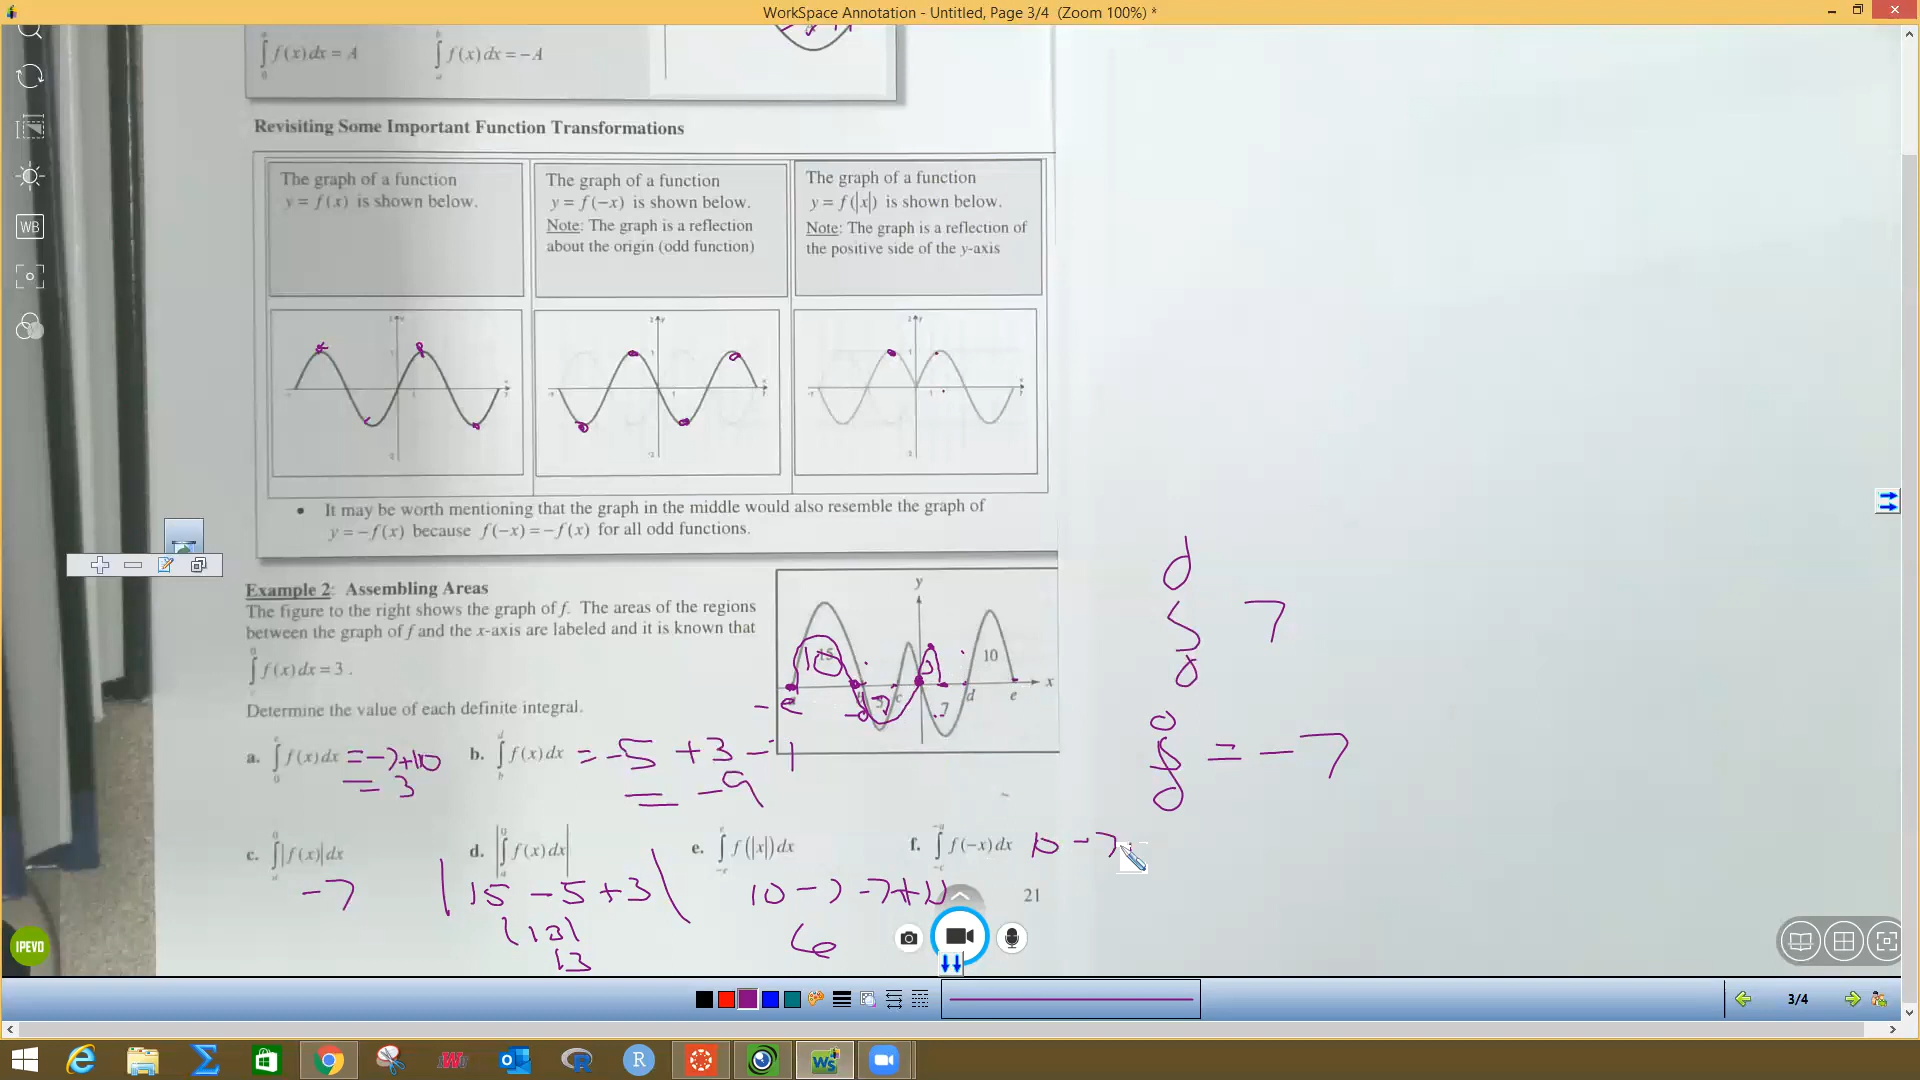 WorkSpace Annotation - Untitled, Page 3/4 (Zoom 100%) *
∫ f(x)dx = A
∫ f(x)dx = −A
Revisiting Some Important Function Transformations
The graph of a function
y = f(x) is shown below.
The graph of a function
y = f(−x) is shown below.
Note: The graph is a reflection
about the origin (odd function)
The graph of a function
y = f(|x|) is shown below.
Note: The graph is a reflection of
the positive side of the y-axis
• It may be worth mentioning that the graph in the middle would also resemble the graph of
y = −f(x) because f(−x) = −f(x) for all odd functions.
Example 2: Assembling Areas
The figure to the right shows the graph of f. The areas of the regions
between the graph of f and the x-axis are labeled and it is known that
∫ f(x)dx = 3 .
Determine the value of each definite integral.
y
10
10
3
7
x
c
d
e
-e
-d
a. ∫ f(x)dx = -7+10
= 3
b. ∫ f(x)dx = -5 +3 -7
= -9
c. ∫|f(x)|dx
-7
d. |∫ f(x)dx|
|15 -5+3|
|13|
13
e. ∫ f(|x|)dx
10-7-7+10
6
f. ∫ f(−x)dx 10 -7
21
d
∫ 7
0
0
∫ = -7
d
WB
IPEVO
3/4